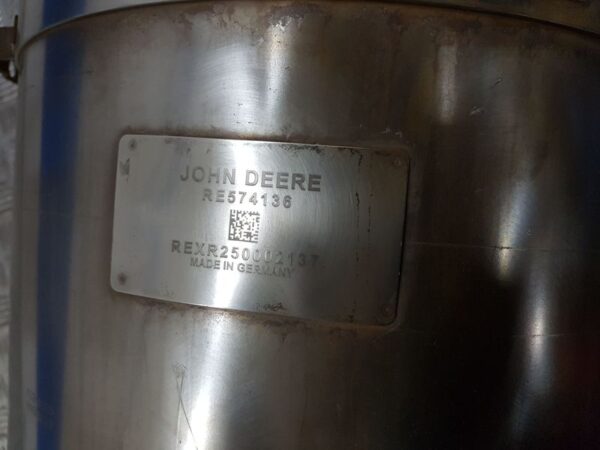 JOHN DEERE
RE574136
REXR250002137
MADE IN GERMANY